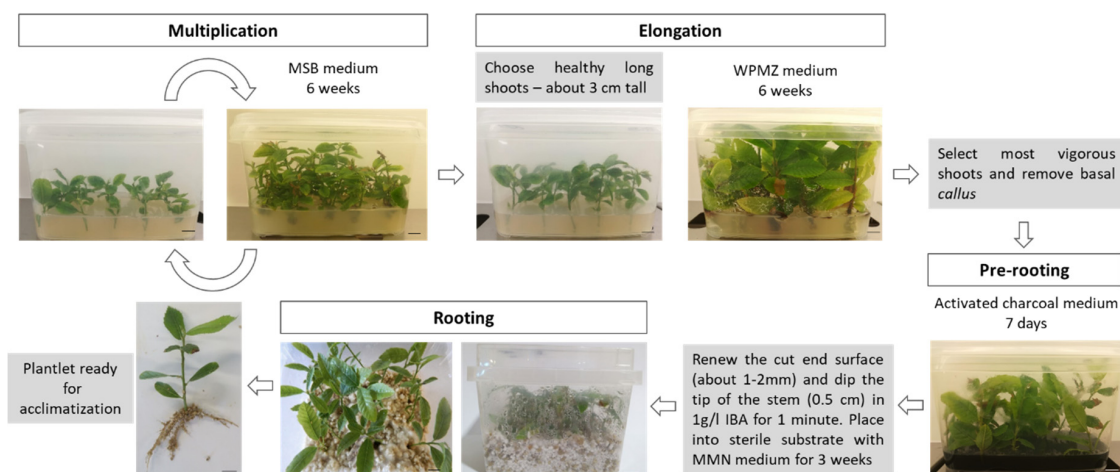 Multiplication
MSB medium
6 weeks
Elongation
Choose healthy long
shoots – about 3 cm tall
WPMZ medium
6 weeks
Select most vigorous
shoots and remove basal
callus
Pre-rooting
Activated charcoal medium
7 days
Renew the cut end surface
(about 1-2mm) and dip the
tip of the stem (0.5 cm) in
1g/l IBA for 1 minute. Place
into sterile substrate with
MMN medium for 3 weeks
Rooting
Plantlet ready
for
acclimatization